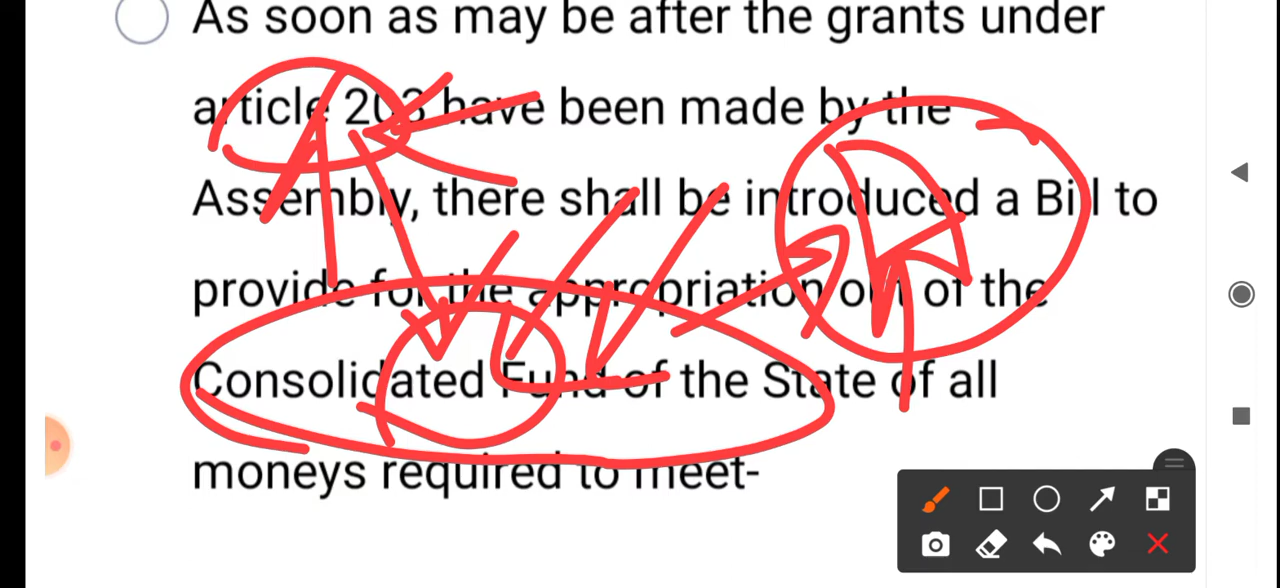 As soon as may be after the grants under
article 203 have been made by the
Assembly, there shall be introduced a Bill to
provide for the appropriation out of the
Consolidated Fund of the State of all
moneys required to meet-